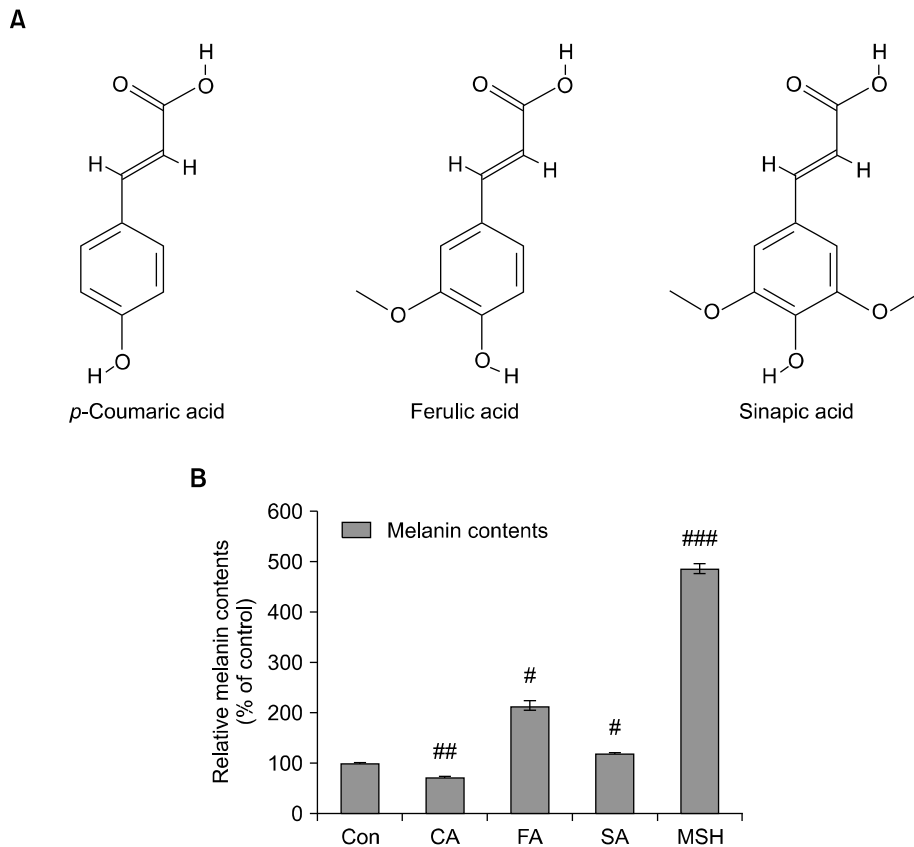 A
H
O
O
H
H
O
H
p-Coumaric acid
H
O
O
H
H
O
O
H
Ferulic acid
H
O
O
H
H
O
O
O
H
Sinapic acid
B
Relative melanin contents
(% of control)
600
500
400
300
200
100
0
Melanin contents
##
#
#
###
Con CA FA SA MSH